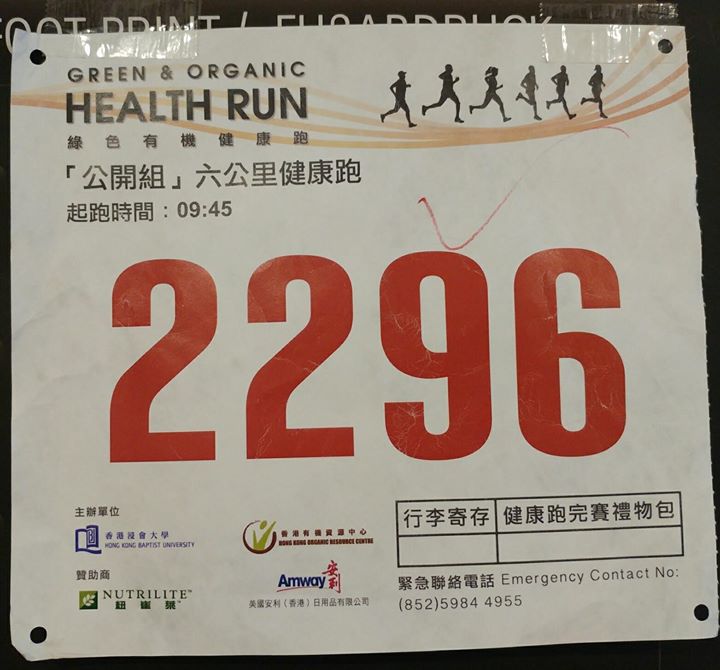 FOOT PRINT /
GREEN & ORGANIC
HEALTH RUN
綠色有機健康跑
「公開組」六公里健康跑
起跑時間：09:45
2296
主辦單位
香港浸會大學
HONG KONG BAPTIST UNIVERSITY
香港有機資源中心
HONG KONG ORGANIC RESOURCE CENTRE
贊助商
NUTRILITE™
紐崔萊™
Amway 安利
美國安利（香港）日用品有限公司
行李寄存 健康跑完賽禮物包
緊急聯絡電話 Emergency Contact No:
(852)5984 4955